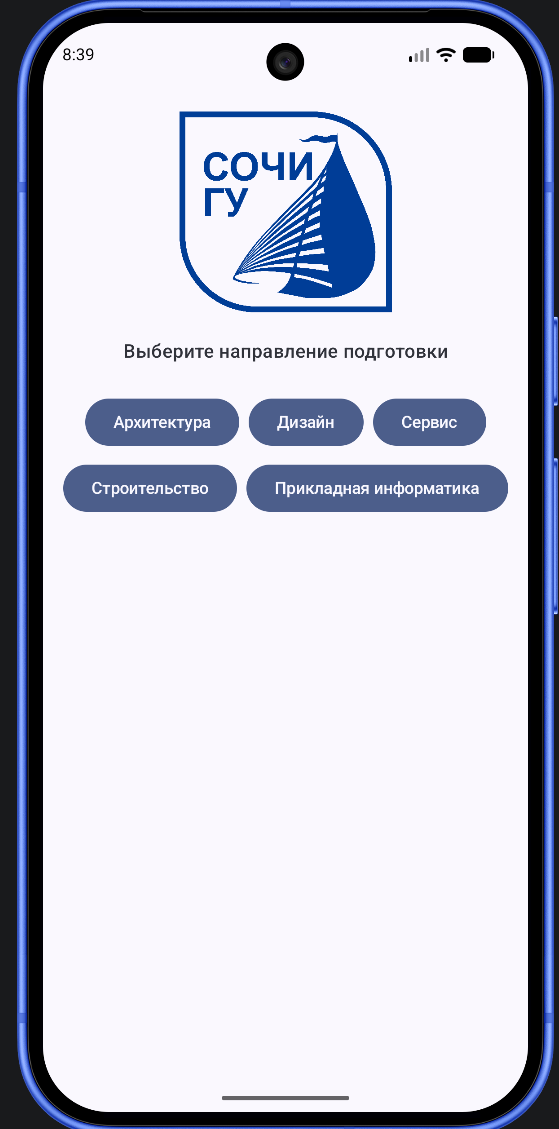 8:39
СОЧИ
ГУ
Выберите направление подготовки
Архитектура Дизайн Сервис
Строительство Прикладная информатика